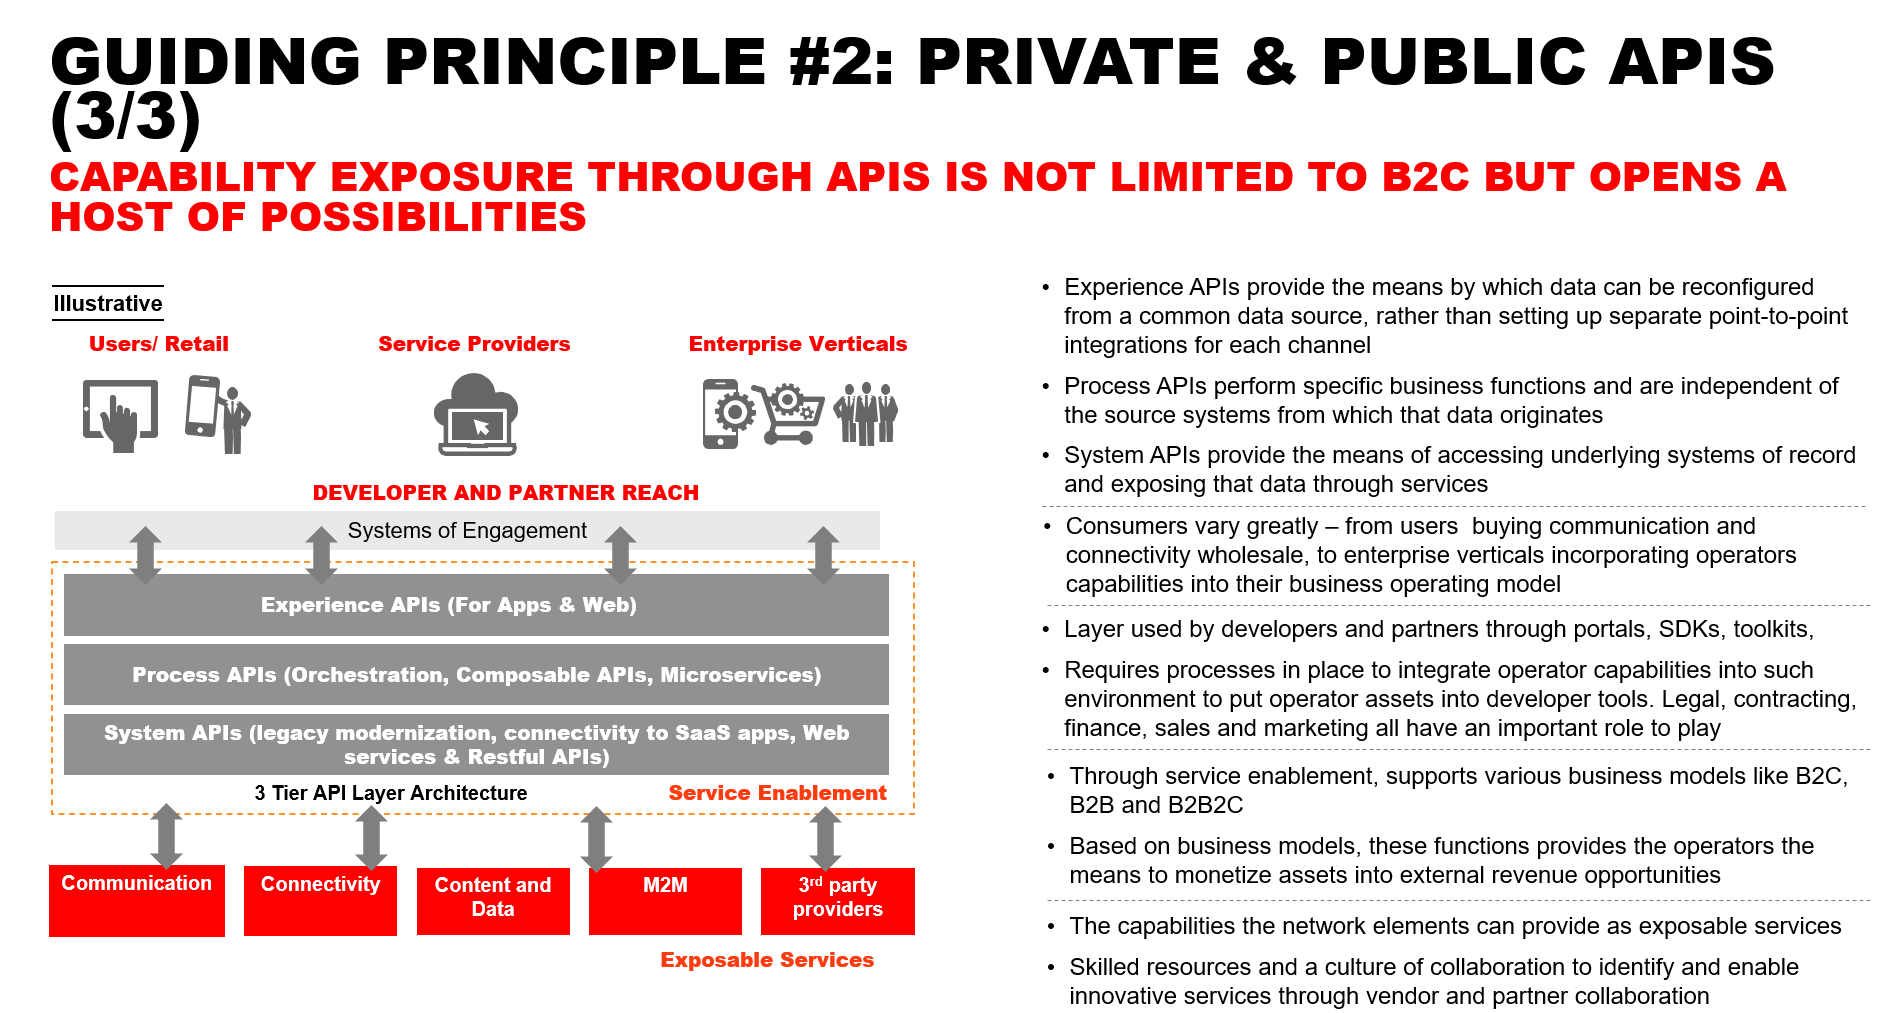 GUIDING PRINCIPLE #2: PRIVATE & PUBLIC APIS
(3/3)
CAPABILITY EXPOSURE THROUGH APIS IS NOT LIMITED TO B2C BUT OPENS A
HOST OF POSSIBILITIES
Illustrative
Users/ Retail
Service Providers
Enterprise Verticals
DEVELOPER AND PARTNER REACH
Systems of Engagement
Experience APIs (For Apps & Web)
Process APIs (Orchestration, Composable APIs, Microservices)
System APIs (legacy modernization, connectivity to SaaS apps, Web
services & Restful APIs)
3 Tier API Layer Architecture
Service Enablement
Communication
Connectivity
Content and
Data
M2M
3rd party
providers
Exposable Services
• Experience APIs provide the means by which data can be reconfigured
from a common data source, rather than setting up separate point-to-point
integrations for each channel
• Process APIs perform specific business functions and are independent of
the source systems from which that data originates
• System APIs provide the means of accessing underlying systems of record
and exposing that data through services
• Consumers vary greatly – from users  buying communication and
connectivity wholesale, to enterprise verticals incorporating operators
capabilities into their business operating model
• Layer used by developers and partners through portals, SDKs, toolkits,
• Requires processes in place to integrate operator capabilities into such
environment to put operator assets into developer tools. Legal, contracting,
finance, sales and marketing all have an important role to play
• Through service enablement, supports various business models like B2C,
B2B and B2B2C
• Based on business models, these functions provides the operators the
means to monetize assets into external revenue opportunities
• The capabilities the network elements can provide as exposable services
• Skilled resources and a culture of collaboration to identify and enable
innovative services through vendor and partner collaboration